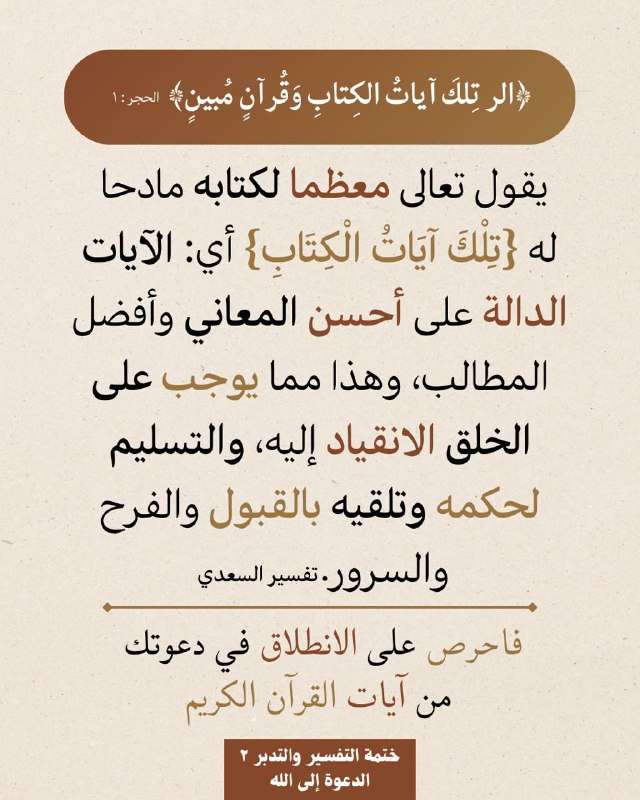 ﴿الر تِلكَ آياتُ الكِتابِ وَقُرآنٍ مُبينٍ﴾ الحجر: ١
يقول تعالى معظما لكتابه مادحا
له {تِلْكَ آيَاتُ الْكِتَابِ} أي: الآيات
الدالة على أحسن المعاني وأفضل
المطالب، وهذا مما يوجب على
الخلق الانقياد إليه، والتسليم
لحكمه وتلقيه بالقبول والفرح
والسرور. تفسير السعدي
فاحرص على الانطلاق في دعوتك
من آيات القرآن الكريم
ختمة التفسير والتدبر ٢
الدعوة إلى الله